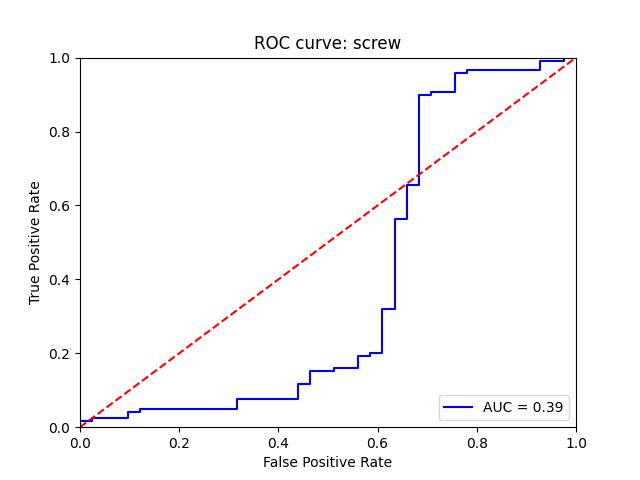 ROC curve: screw
1.0
0.8
0.6
0.4
0.2
0.0
True Positive Rate
AUC = 0.39
0.0 0.2 0.4 0.6 0.8 1.0
False Positive Rate